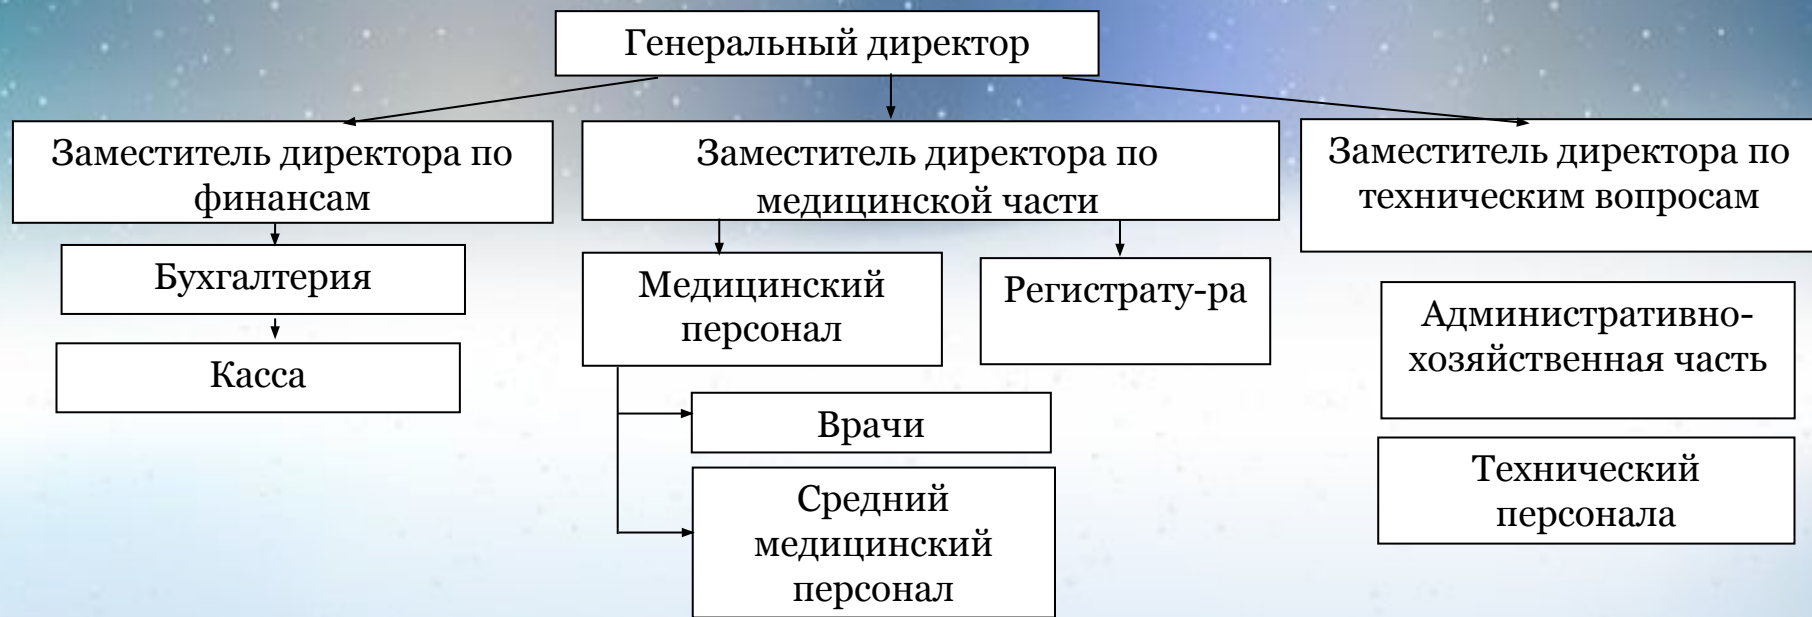 Генеральный директор
Заместитель директора по
финансам
Заместитель директора по
медицинской части
Заместитель директора по
техническим вопросам
Бухгалтерия
Касса
Медицинский
персонал
Регистрату-ра
Врачи
Средний
медицинский
персонал
Административно-
хозяйственная часть
Технический
персонала